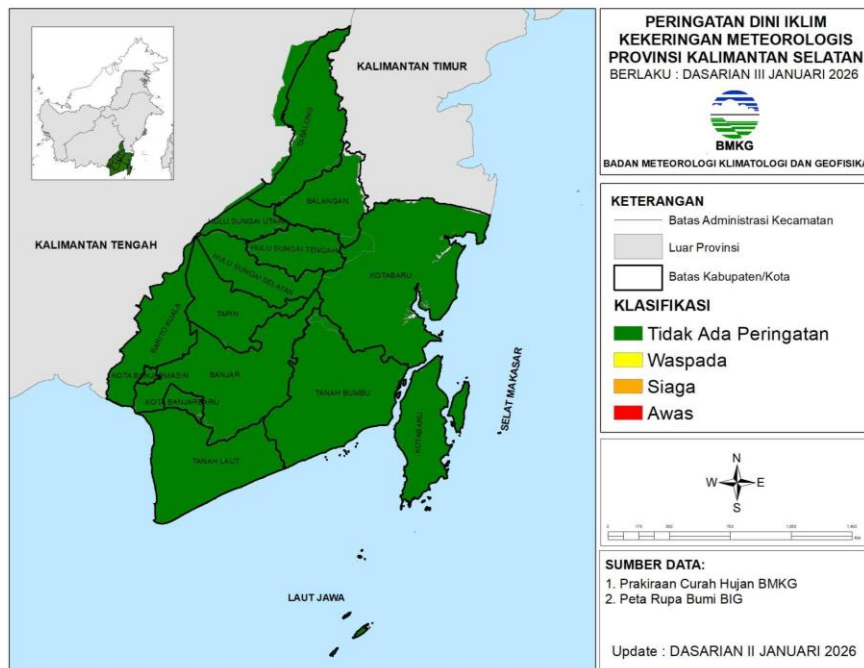 PERINGATAN DINI IKLIM
KEKERINGAN METEOROLOGIS
PROVINSI KALIMANTAN SELATAN
BERLAKU : DASARIAN III JANUARI 2026
BMKG
BADAN METEOROLOGI KLIMATOLOGI DAN GEOFISIKA
KETERANGAN
Batas Administrasi Kecamatan
Luar Provinsi
Batas Kabupaten/Kota
KLASIFIKASI
Tidak Ada Peringatan
Waspada
Siaga
Awas
N
W
E
S
SUMBER DATA:
1. Prakiraan Curah Hujan BMKG
2. Peta Rupa Bumi BIG
Update : DASARIAN II JANUARI 2026
KALIMANTAN TIMUR
TABALONG
BALANGAN
HULU SUNGAI UTARA
KALIMANTAN TENGAH
HULU SUNGAI TENGAH
HULU SUNGAI SELATAN
KOTABARU
TAPIN
BARITO KUALA
KOTA BANJARMASIN
BANJAR
KOTA BANJARBARU
TANAH BUMBU
SELAT MAKASAR
KOTABARU
TANAH LAUT
LAUT JAWA